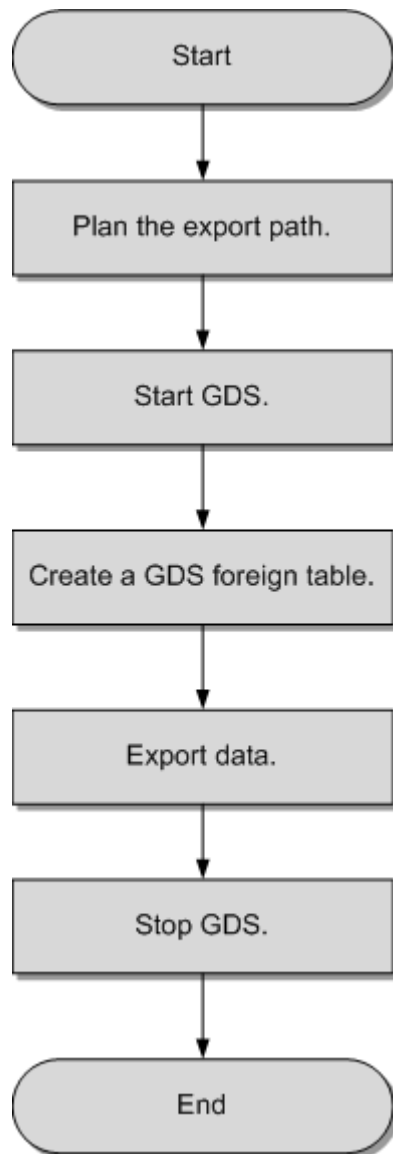 Start
Plan the export path.
Start GDS.
Create a GDS foreign table.
Export data.
Stop GDS.
End